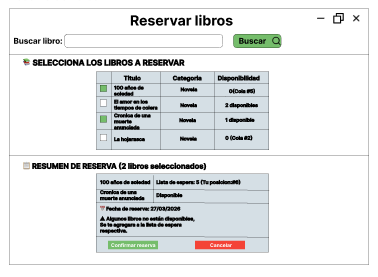 Reservar libros
Buscar libro:
Buscar
SELECCIONA LOS LIBROS A RESERVAR
Título Categoría Disponibilidad
100 años de
soledad
Novela
0(Cola #5)
El amor en los
tiempos de colera
Novela
2 disponibles
Cronica de una
muerte
anunciada
Novela
1 disponible
La hojarasca
Novela
0 (Cola #2)
RESUMEN DE RESERVA (2 libros seleccionados)
100 años de soledad
Lista de espera: 5 (Tu posicion:#6)
Cronica de una
muerte anunciada
Disponible
Fecha de reserva: 27/03/2026
Algunos libros no están disponibles,
Se te agregara a la lista de espera
respectiva.
Confirmar reserva
Cancelar